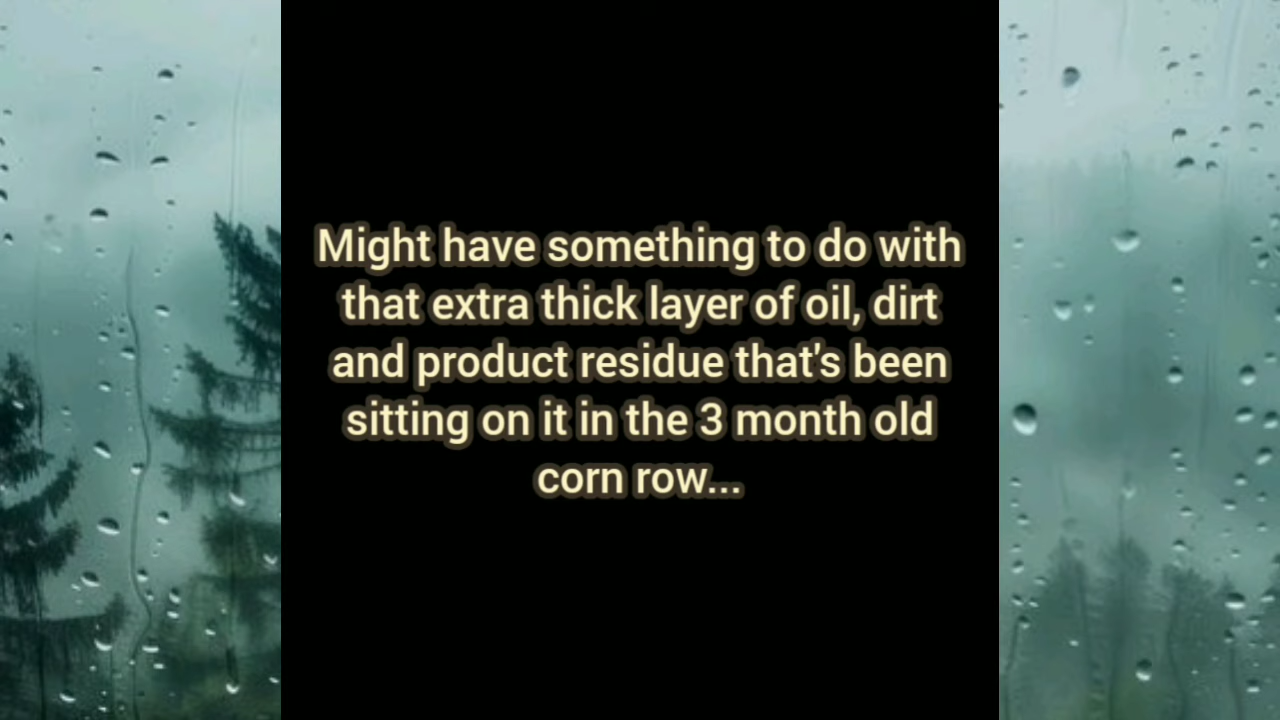 Might have something to do with
that extra thick layer of oil, dirt
and product residue that's been
sitting on it in the 3 month old
corn row...